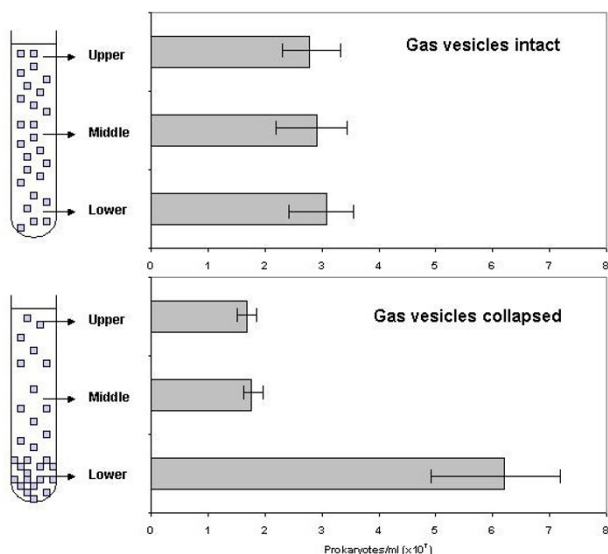 Gas vesicles intact
Upper
Middle
Lower
0 1 2 3 4 5 6 7 8
Gas vesicles collapsed
Upper
Middle
Lower
0 1 2 3 4 5 6 7 8
Prokaryotes/ml (×10⁷)